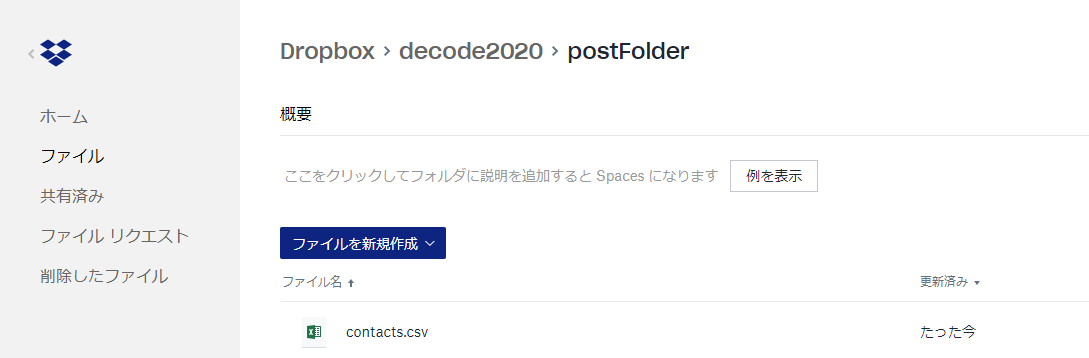 Dropbox › decode2020 › postFolder
ホーム
ファイル
共有済み
ファイル リクエスト
削除したファイル
概要
ここをクリックしてフォルダに説明を追加すると Spaces になります 例を表示
ファイルを新規作成
ファイル名 更新済み
contacts.csv たった今